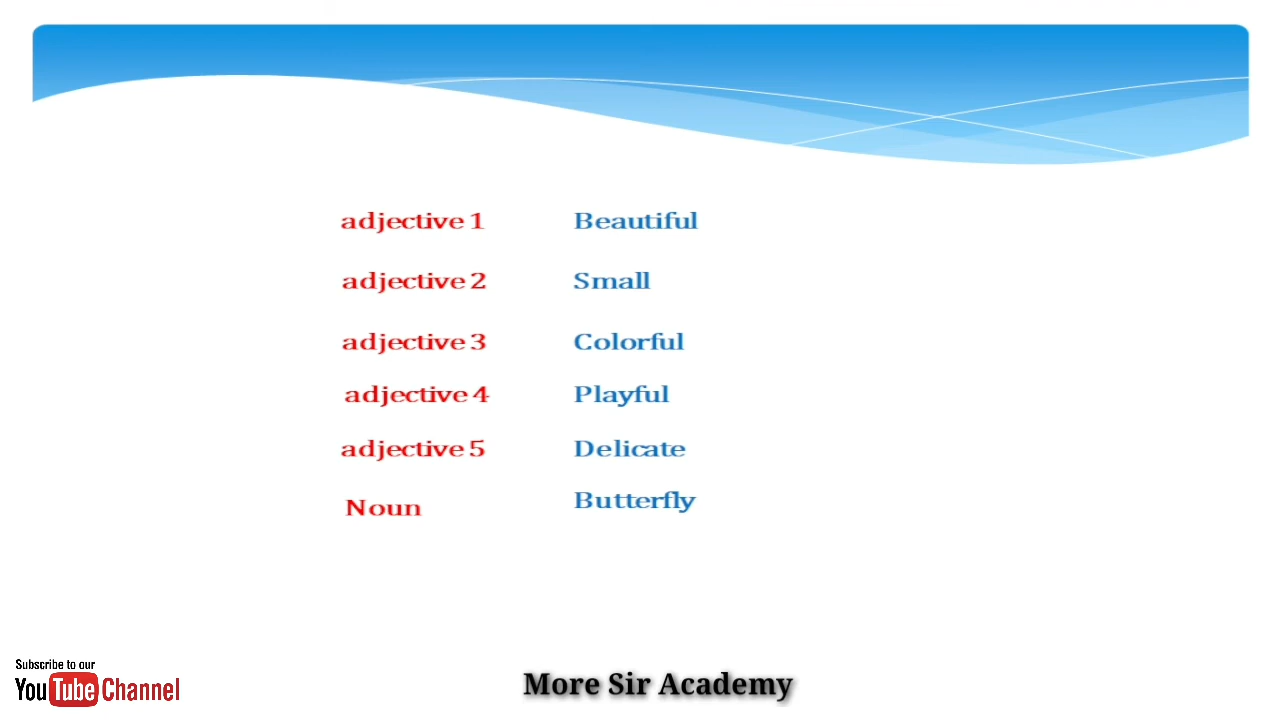 adjective 1 Beautiful
adjective 2 Small
adjective 3 Colorful
adjective 4 Playful
adjective 5 Delicate
Noun Butterfly
Subscribe to our
YouTube Channel
More Sir Academy